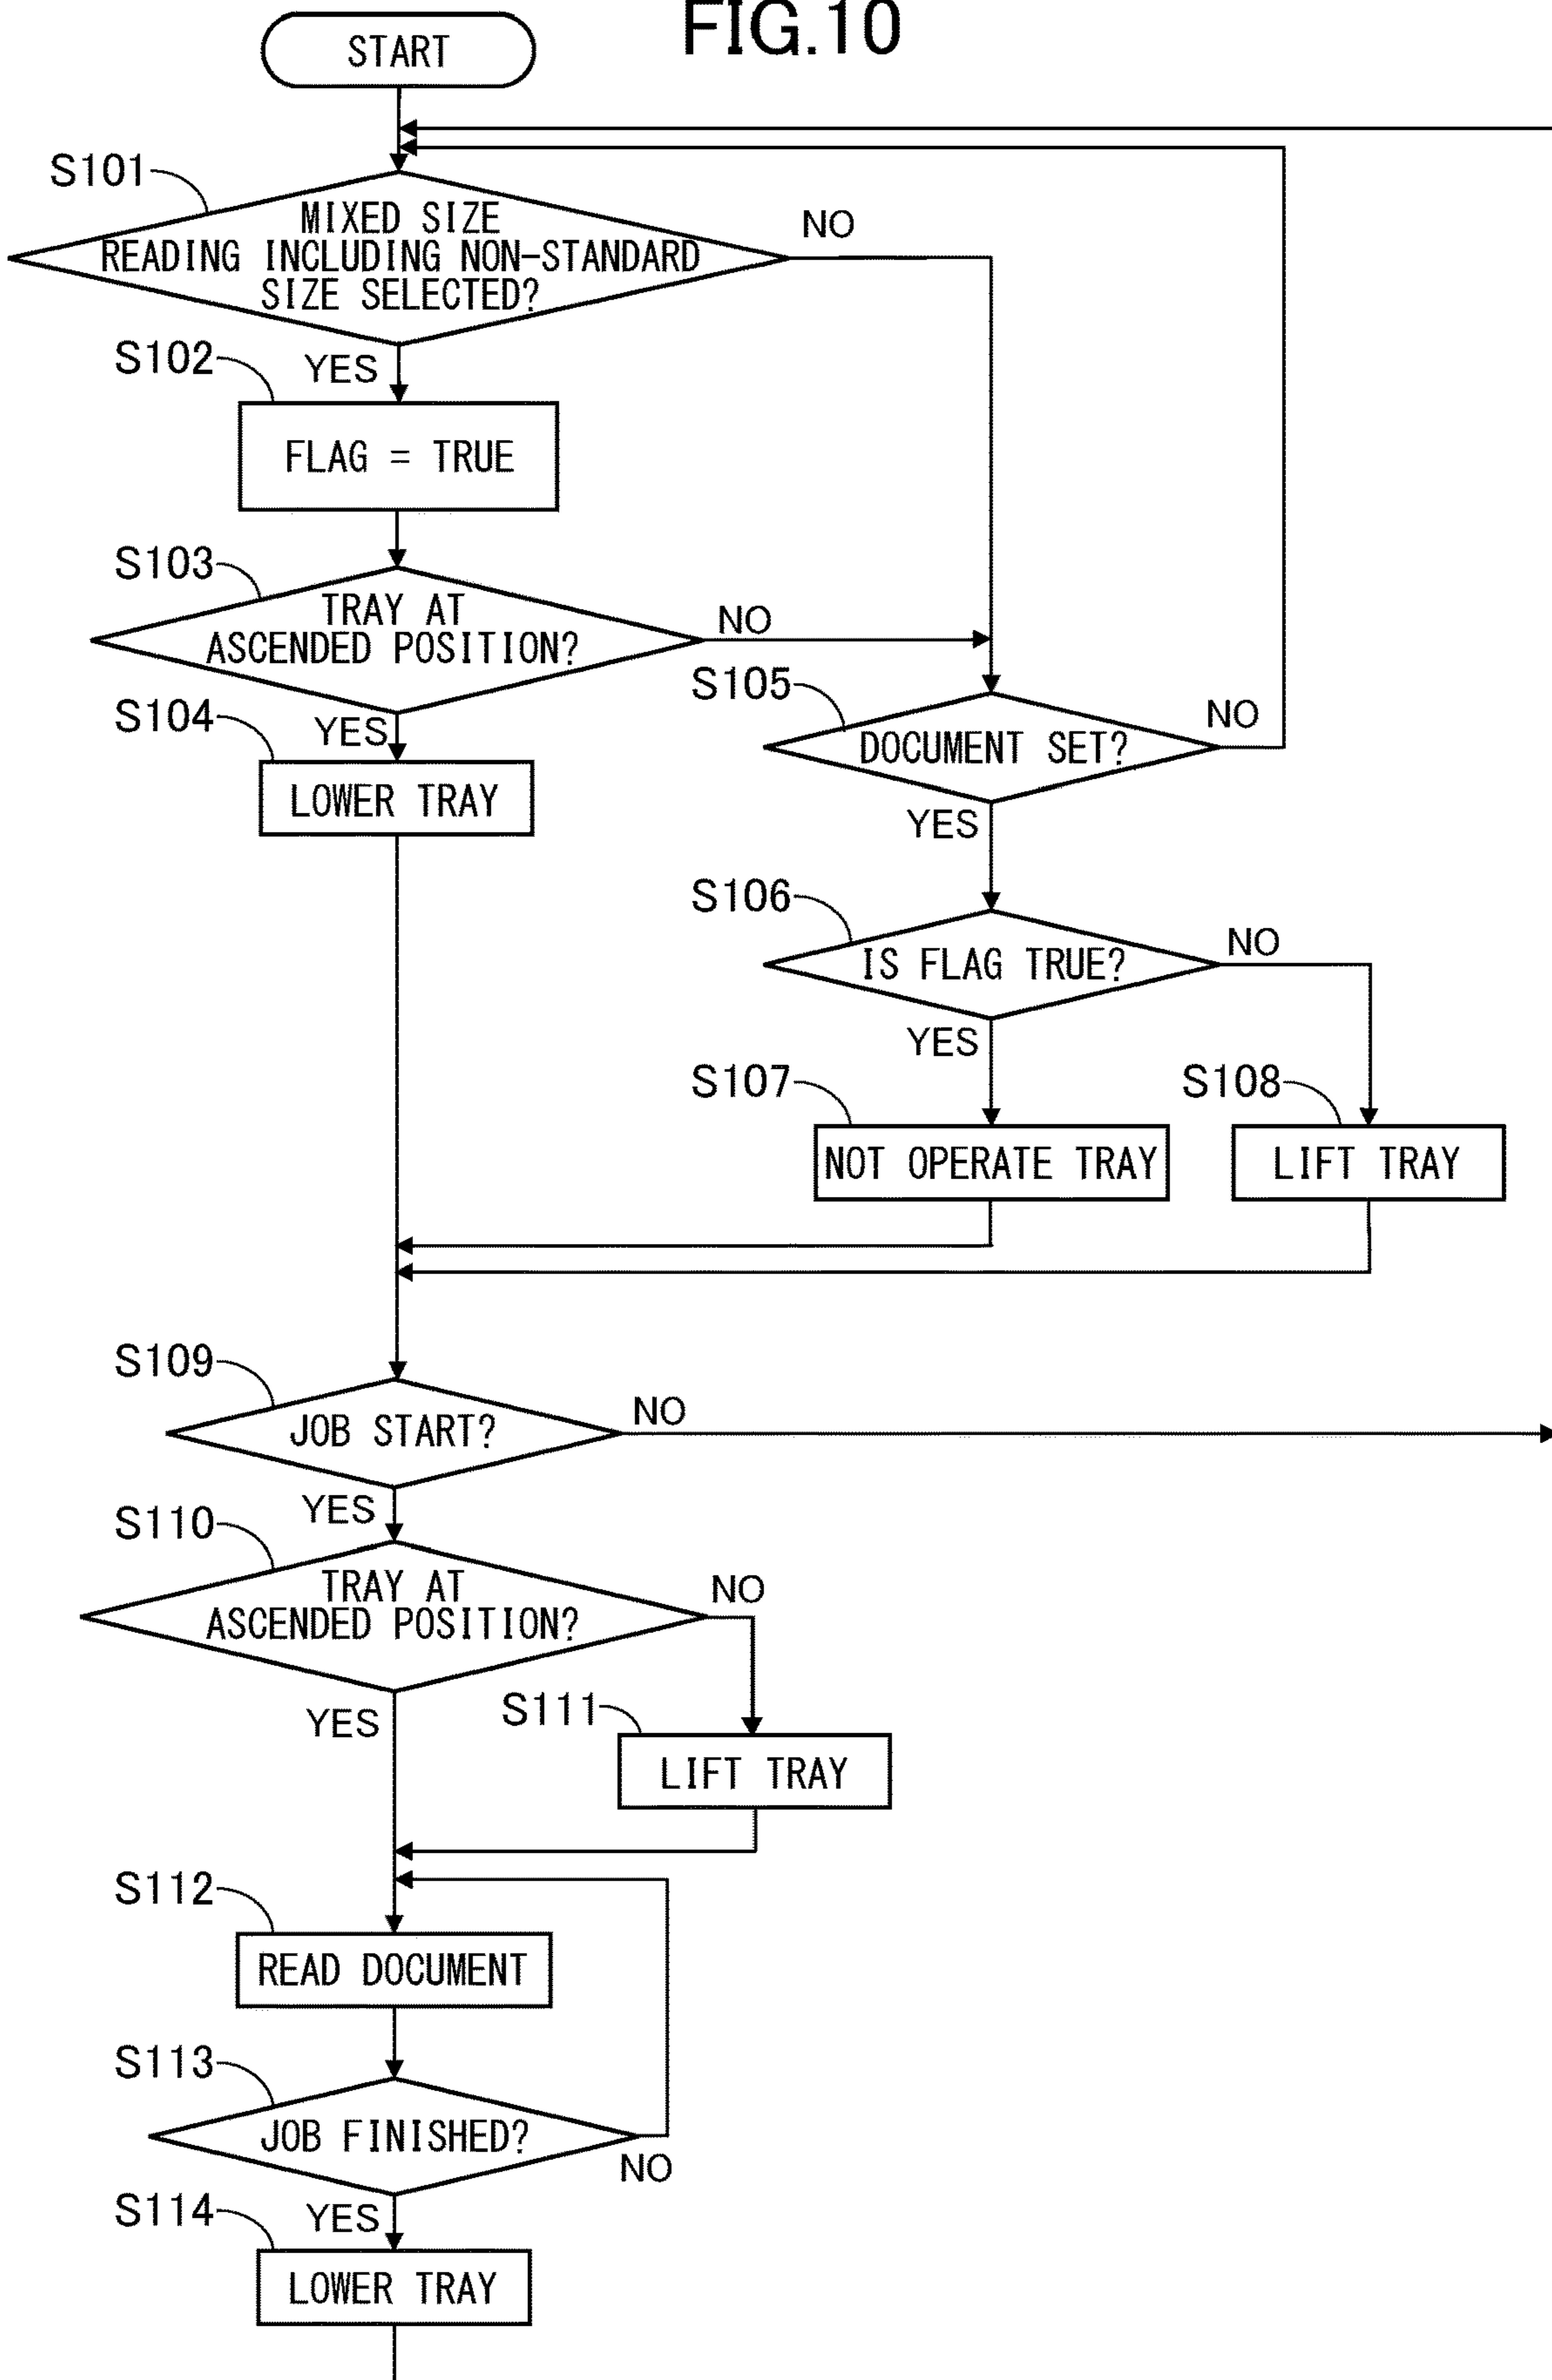 FIG.10
START
S101
MIXED SIZE
READING INCLUDING NON-STANDARD
SIZE SELECTED?
NO
S102
YES
FLAG = TRUE
S103
TRAY AT
ASCENDED POSITION?
NO
S104
YES
LOWER TRAY
S105
DOCUMENT SET?
NO
YES
S106
IS FLAG TRUE?
NO
YES
S107
NOT OPERATE TRAY
S108
LIFT TRAY
S109
JOB START?
NO
YES
S110
TRAY AT
ASCENDED POSITION?
NO
YES
S111
LIFT TRAY
S112
READ DOCUMENT
S113
JOB FINISHED?
NO
YES
S114
LOWER TRAY